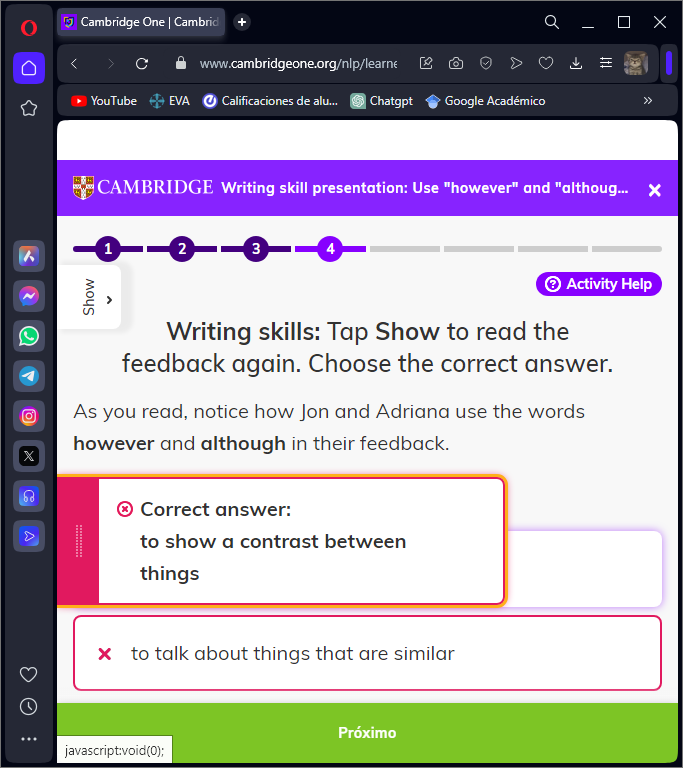 Cambridge One | Cambrid
www.cambridgeone.org/nlp/learne
YouTube
EVA
Calificaciones de alu...
Chatgpt
Google Académico
»
CAMBRIDGE
Writing skill presentation: Use "however" and "althoug...
1
2
3
4
Show
Activity Help
Writing skills: Tap Show to read the
feedback again. Choose the correct answer.
As you read, notice how Jon and Adriana use the words
however and although in their feedback.
Correct answer:
to show a contrast between
things
to talk about things that are similar
Próximo
javascript:void(0);